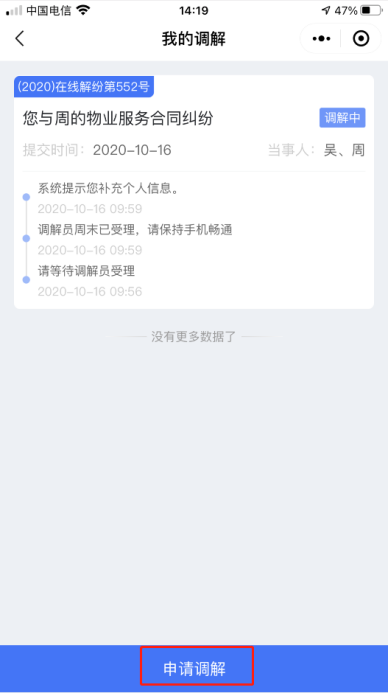 中国电信 14:19 47%
我的调解
(2020)在线解纷第552号
您与周的物业服务合同纠纷 调解中
提交时间：2020-10-16 当事人：吴、周
系统提示您补充个人信息。
2020-10-16 09:59
调解员周末已受理，请保持手机畅通
2020-10-16 09:59
请等待调解员受理
2020-10-16 09:56
没有更多数据了
申请调解